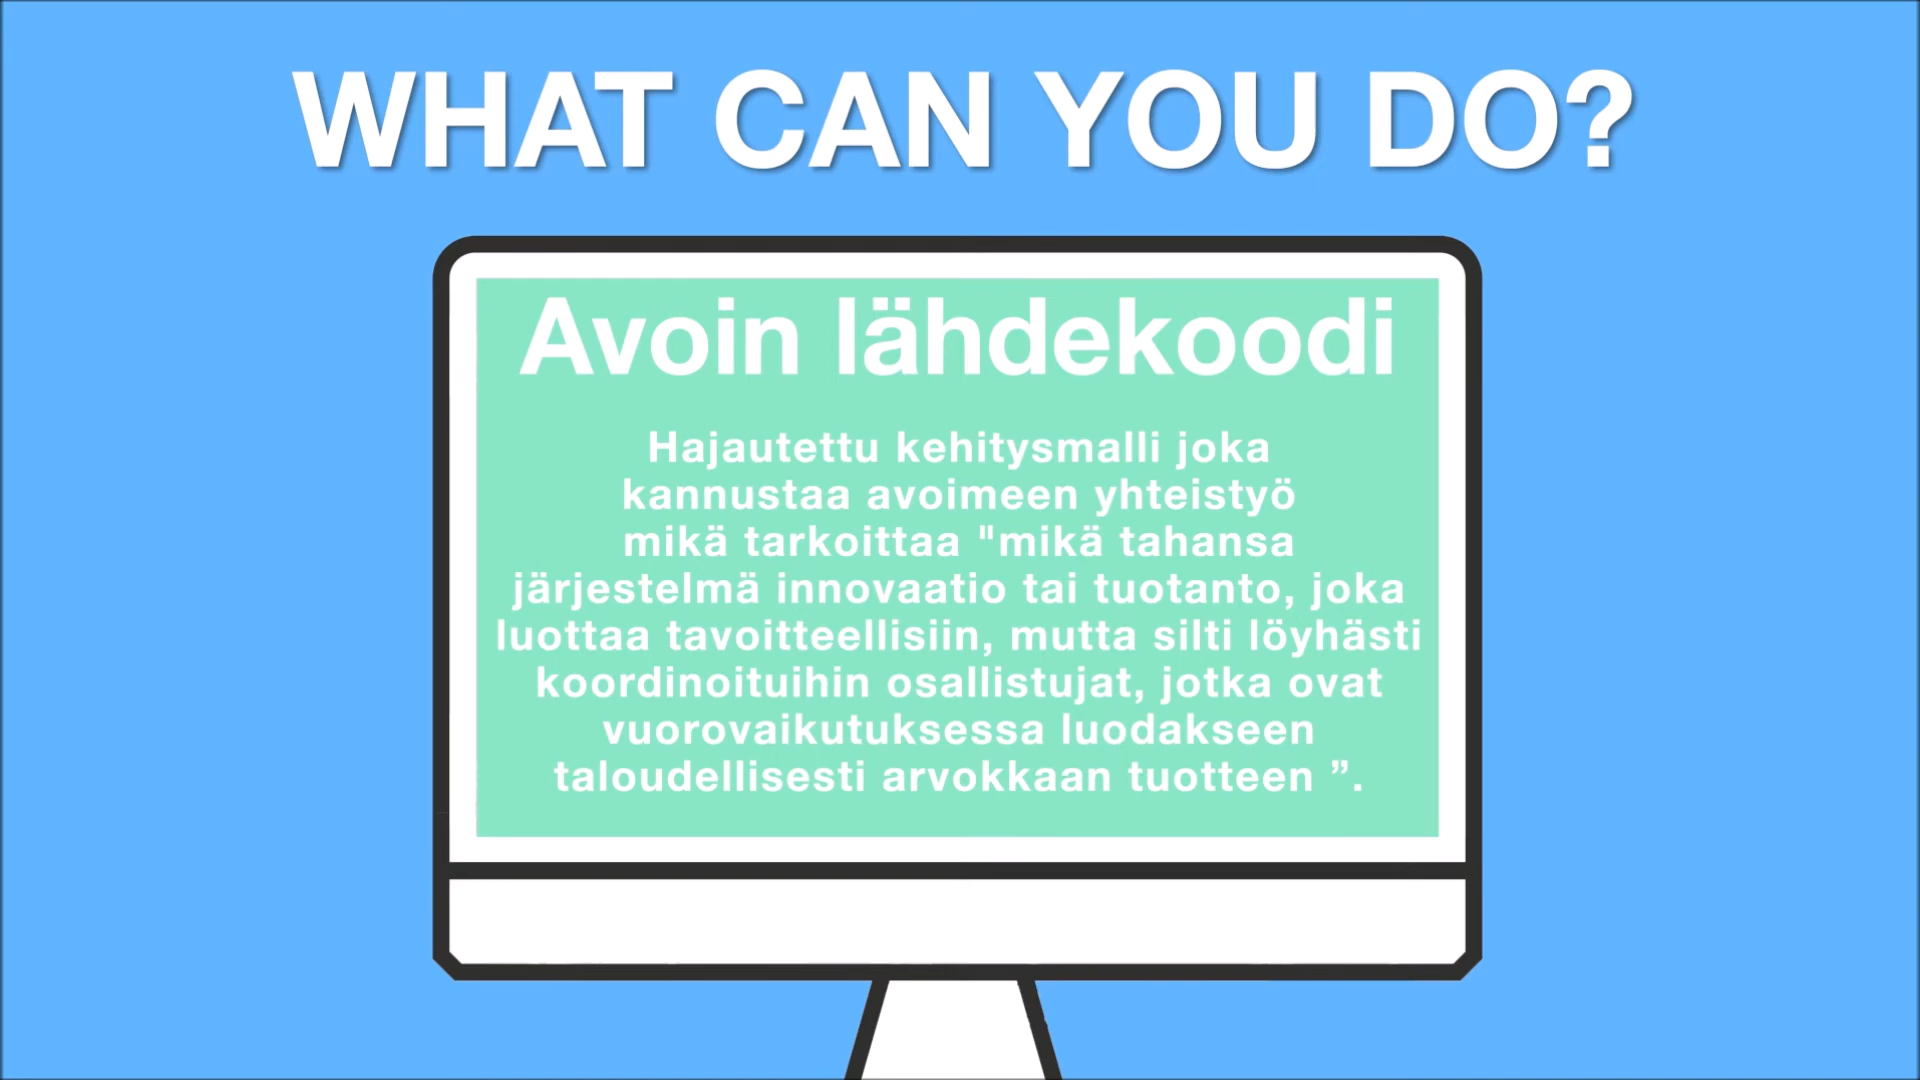 WHAT CAN YOU DO?
Avoin lähdekoodi
Hajautettu kehitysmalli joka
kannustaa avoimeen yhteistyö
mikä tarkoittaa "mikä tahansa
järjestelmä innovaatio tai tuotanto, joka
luottaa tavoitteellisiin, mutta silti löyhästi
koordinoituihin osallistujat, jotka ovat
vuorovaikutuksessa luodakseen
taloudellisesti arvokkaan tuotteen ”.